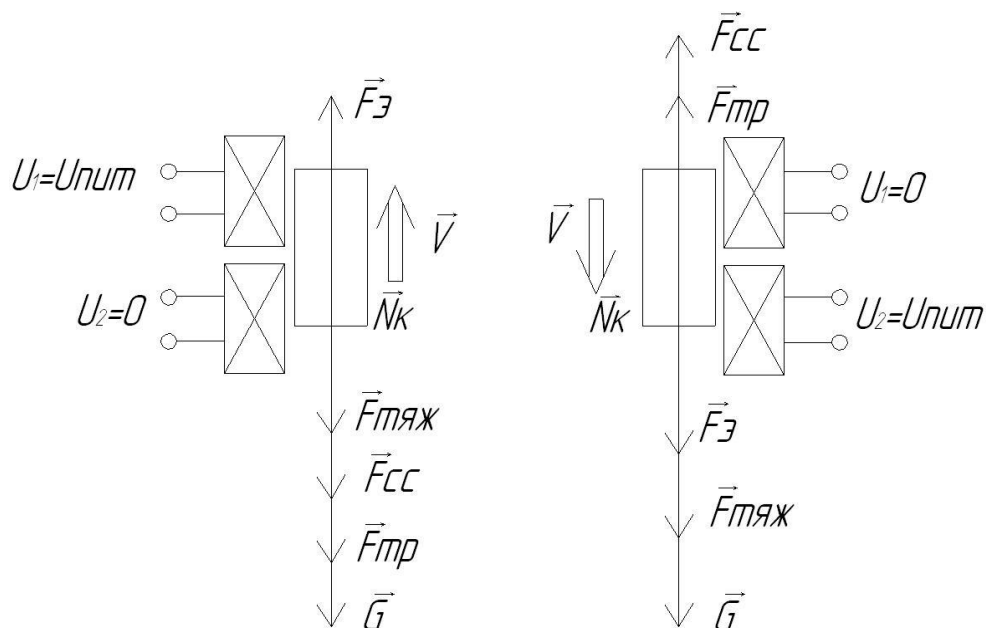 Fэ
U1=Uпит
V
U2=0
Nк
Fтяж
Fсс
Fтр
G
Fсс
Fтр
U1=0
V
Nк
U2=Uпит
Fэ
Fтяж
G